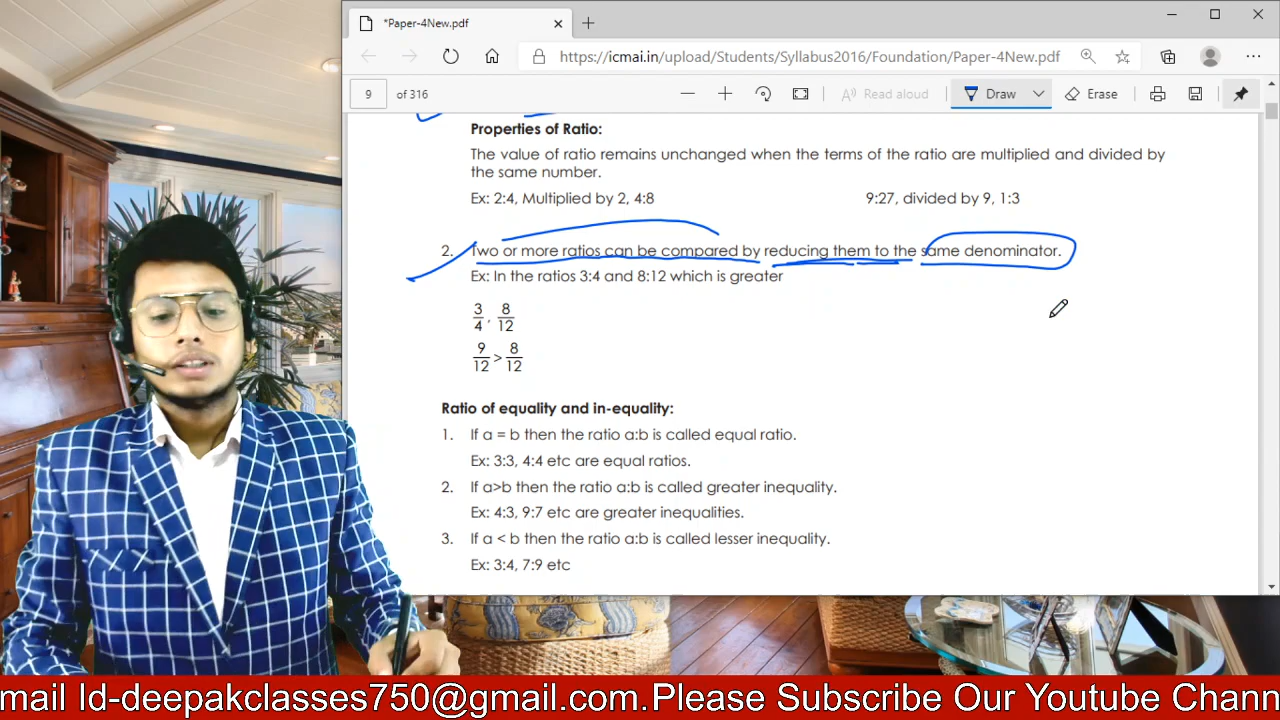 *Paper-4New.pdf
https://icmai.in/upload/Students/Syllabus2016/Foundation/Paper-4New.pdf
9 of 316
Read aloud
Draw
Erase
Properties of Ratio:
The value of ratio remains unchanged when the terms of the ratio are multiplied and divided by
the same number.
Ex: 2:4, Multiplied by 2, 4:8 9:27, divided by 9, 1:3
2. Two or more ratios can be compared by reducing them to the same denominator.
Ex: In the ratios 3:4 and 8:12 which is greater
3/4, 8/12
9/12 > 8/12
Ratio of equality and in-equality:
1. If a = b then the ratio a:b is called equal ratio.
Ex: 3:3, 4:4 etc are equal ratios.
2. If a>b then the ratio a:b is called greater inequality.
Ex: 4:3, 9:7 etc are greater inequalities.
3. If a < b then the ratio a:b is called lesser inequality.
Ex: 3:4, 7:9 etc
mail Id-deepakclasses750@gmail.com.Please Subscribe Our Youtube Chann